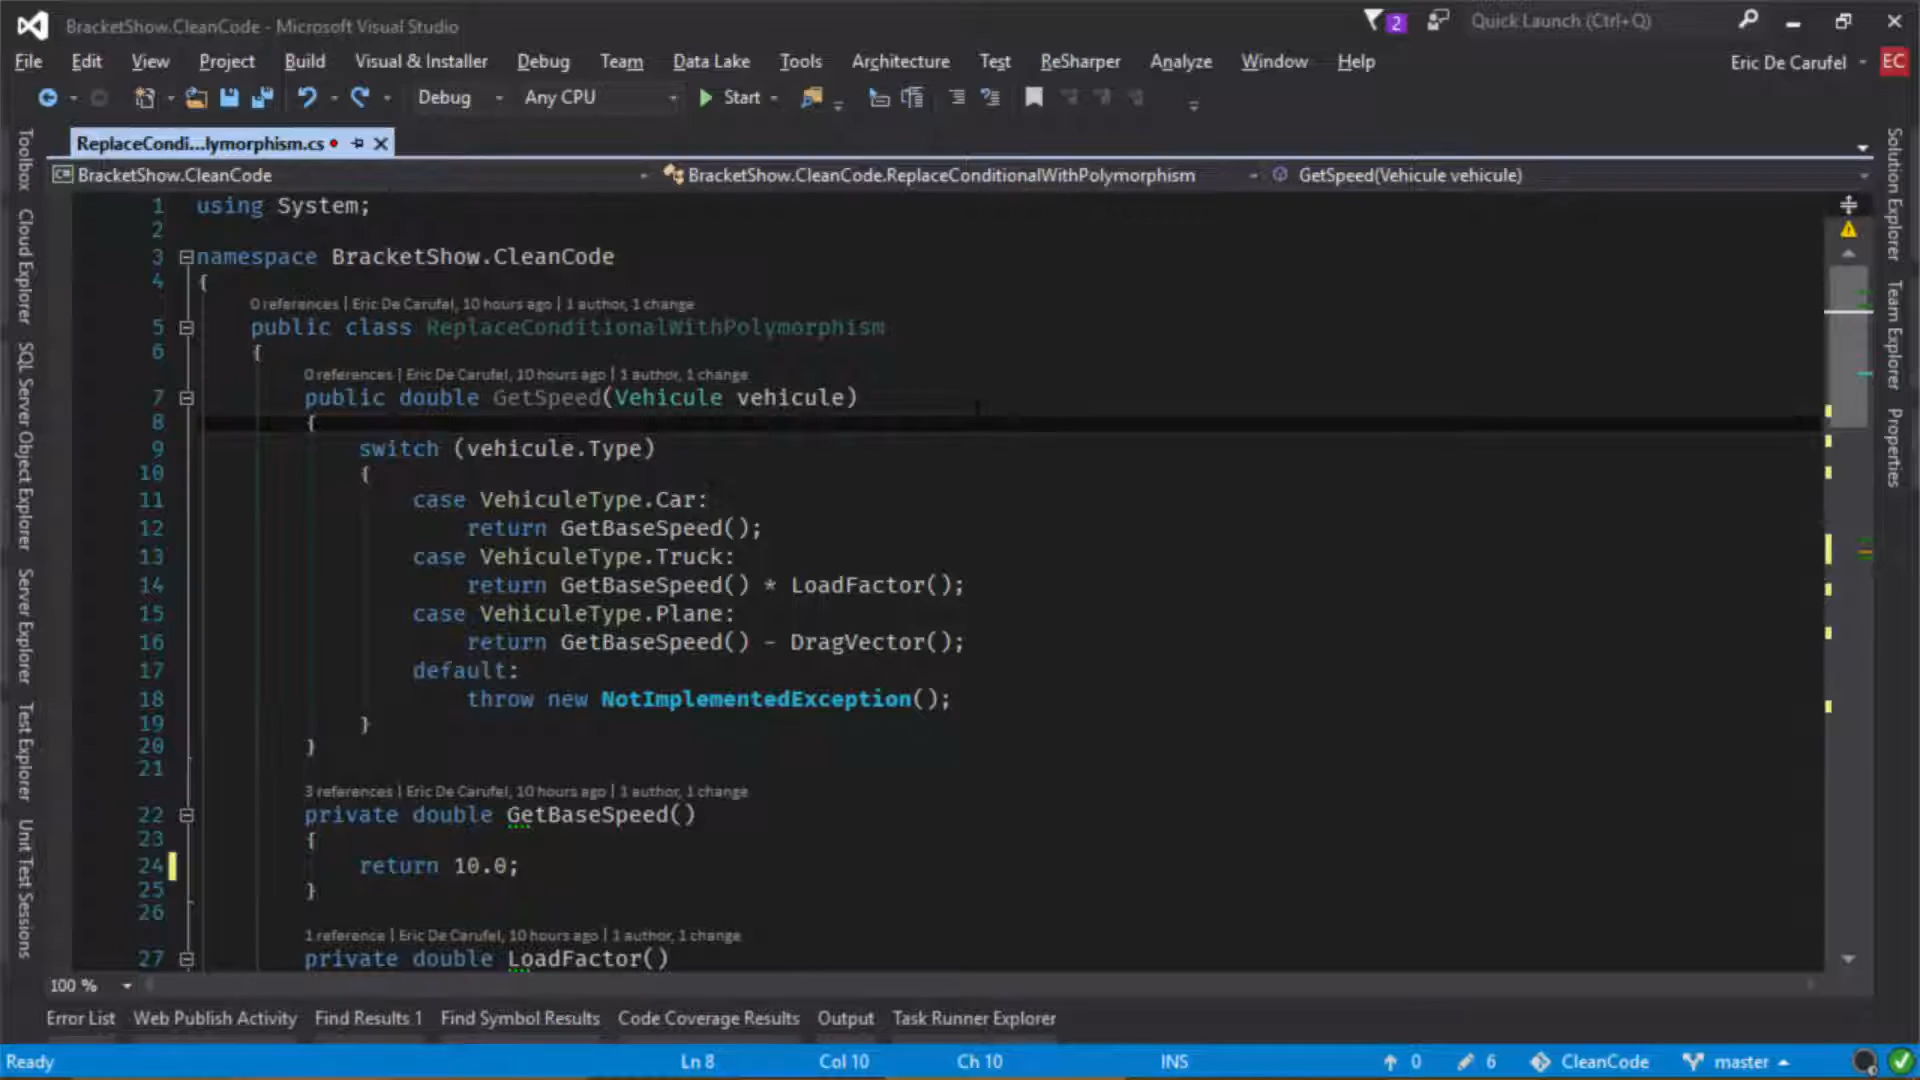 BracketShow.CleanCode - Microsoft Visual Studio
2
Quick Launch (Ctrl+Q)
File Edit View Project Build Visual & Installer Debug Team Data Lake Tools Architecture Test ReSharper Analyze Window Help
Eric De Carufel EC
Debug Any CPU Start
ReplaceCondi...lymorphism.cs
BracketShow.CleanCode BracketShow.CleanCode.ReplaceConditionalWithPolymorphism GetSpeed(Vehicule vehicule)
Toolbox
Cloud Explorer
SQL Server Object Explorer
Server Explorer
Test Explorer
Unit Test Sessions
1 using System;
2
3 namespace BracketShow.CleanCode
4 {
0 references | Eric De Carufel, 10 hours ago | 1 author, 1 change
5 public class ReplaceConditionalWithPolymorphism
6 {
0 references | Eric De Carufel, 10 hours ago | 1 author, 1 change
7 public double GetSpeed(Vehicule vehicule)
8 {
9 switch (vehicule.Type)
10 {
11 case VehiculeType.Car:
12 return GetBaseSpeed();
13 case VehiculeType.Truck:
14 return GetBaseSpeed() * LoadFactor();
15 case VehiculeType.Plane:
16 return GetBaseSpeed() - DragVector();
17 default:
18 throw new NotImplementedException();
19 }
20 }
21
3 references | Eric De Carufel, 10 hours ago | 1 author, 1 change
22 private double GetBaseSpeed()
23 {
24 return 10.0;
25 }
26
1 reference | Eric De Carufel, 10 hours ago | 1 author, 1 change
27 private double LoadFactor()
Solution Explorer
Team Explorer
Properties
100 %
Error List Web Publish Activity Find Results 1 Find Symbol Results Code Coverage Results Output Task Runner Explorer
Ready Ln 8 Col 10 Ch 10 INS 0 6 CleanCode master